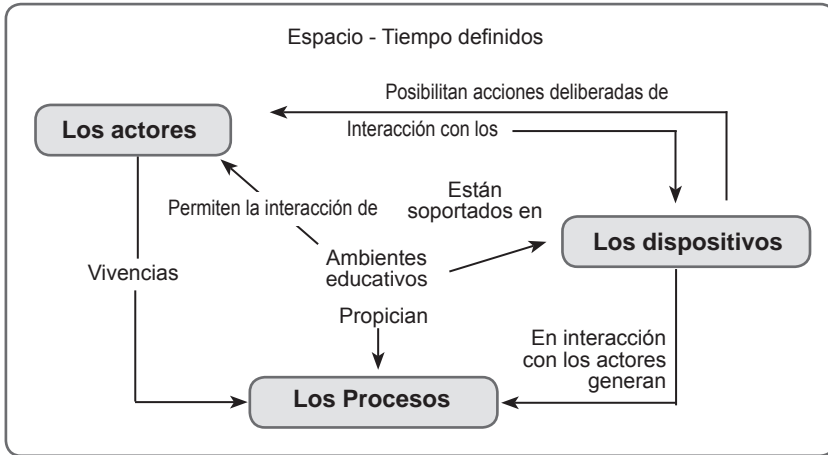 Espacio - Tiempo definidos
Posibilitan acciones deliberadas de
Los actores
Interacción con los
Permiten la interacción de
Están
soportados en
Los dispositivos
Ambientes
educativos
Vivencias
Propician
En interacción
con los actores
generan
Los Procesos